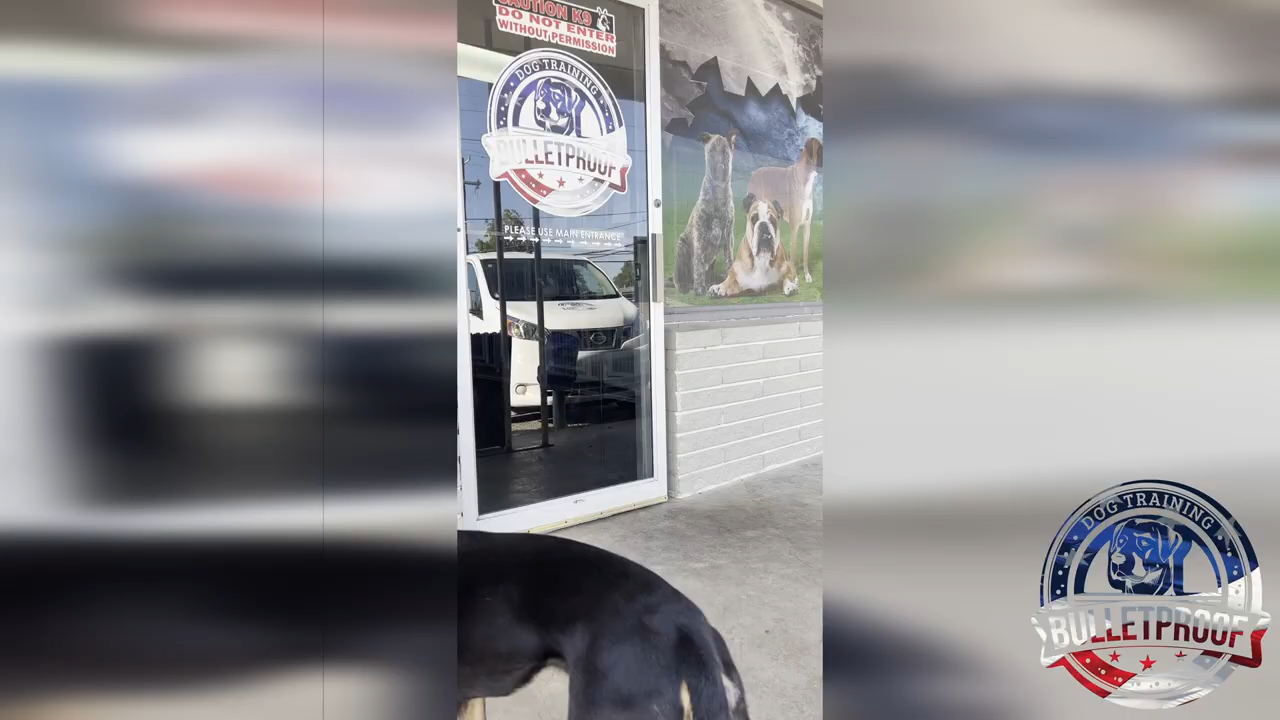 CAUTION K9
DO NOT ENTER
WITHOUT PERMISSION
DOG TRAINING
BULLETPROOF
PLEASE USE MAIN ENTRANCE
DOG TRAINING
BULLETPROOF